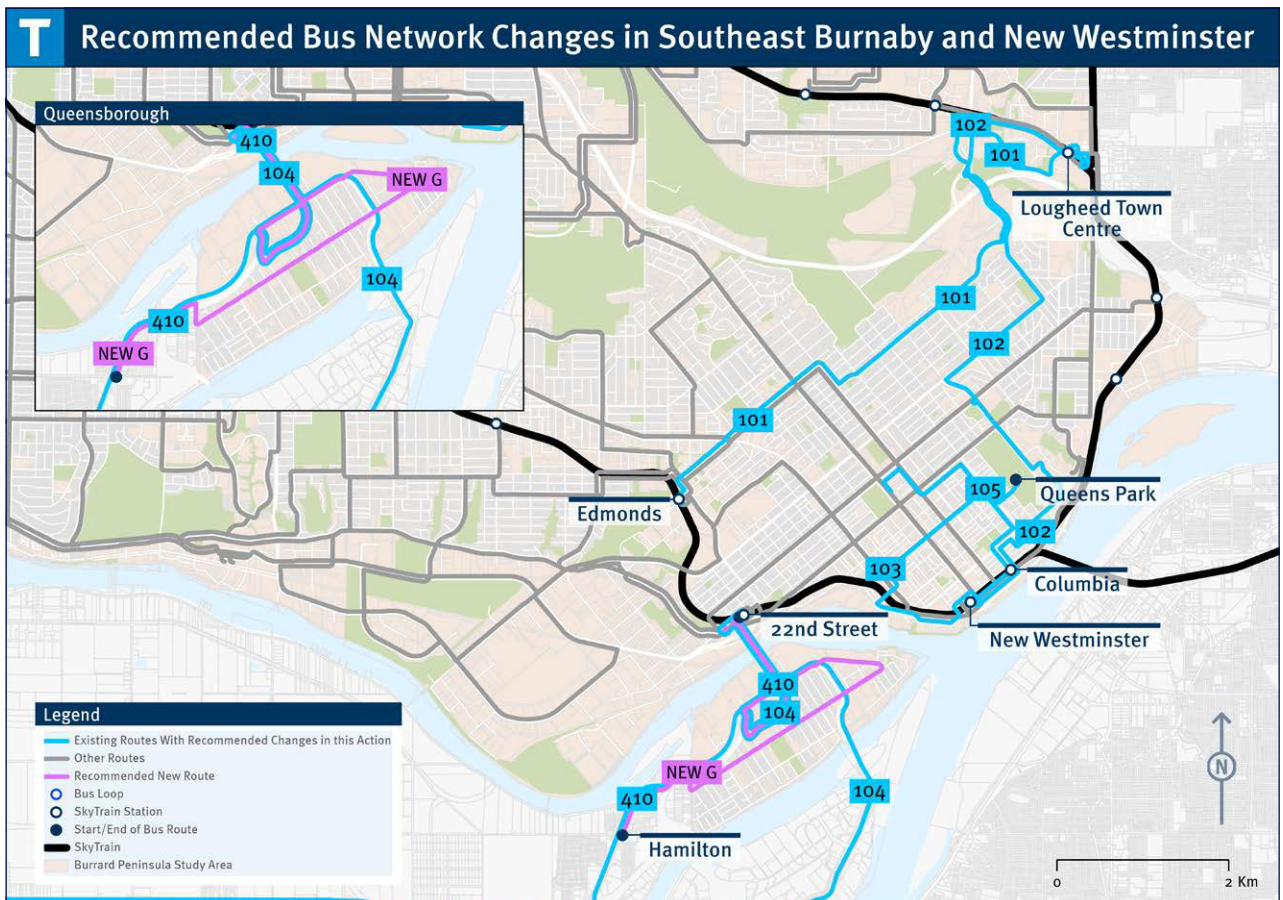 T Recommended Bus Network Changes in Southeast Burnaby and New Westminster
Queensborough
410
104
NEW G
104
410
NEW G
102
101
Lougheed Town
Centre
101
102
101
Edmonds
105
Queens Park
102
103
Columbia
22nd Street
New Westminster
410
104
NEW G
410
104
Hamilton
Legend
Existing Routes With Recommended Changes in this Action
Other Routes
Recommended New Route
Bus Loop
SkyTrain Station
Start/End of Bus Route
SkyTrain
Burrard Peninsula Study Area
N
0 2 Km